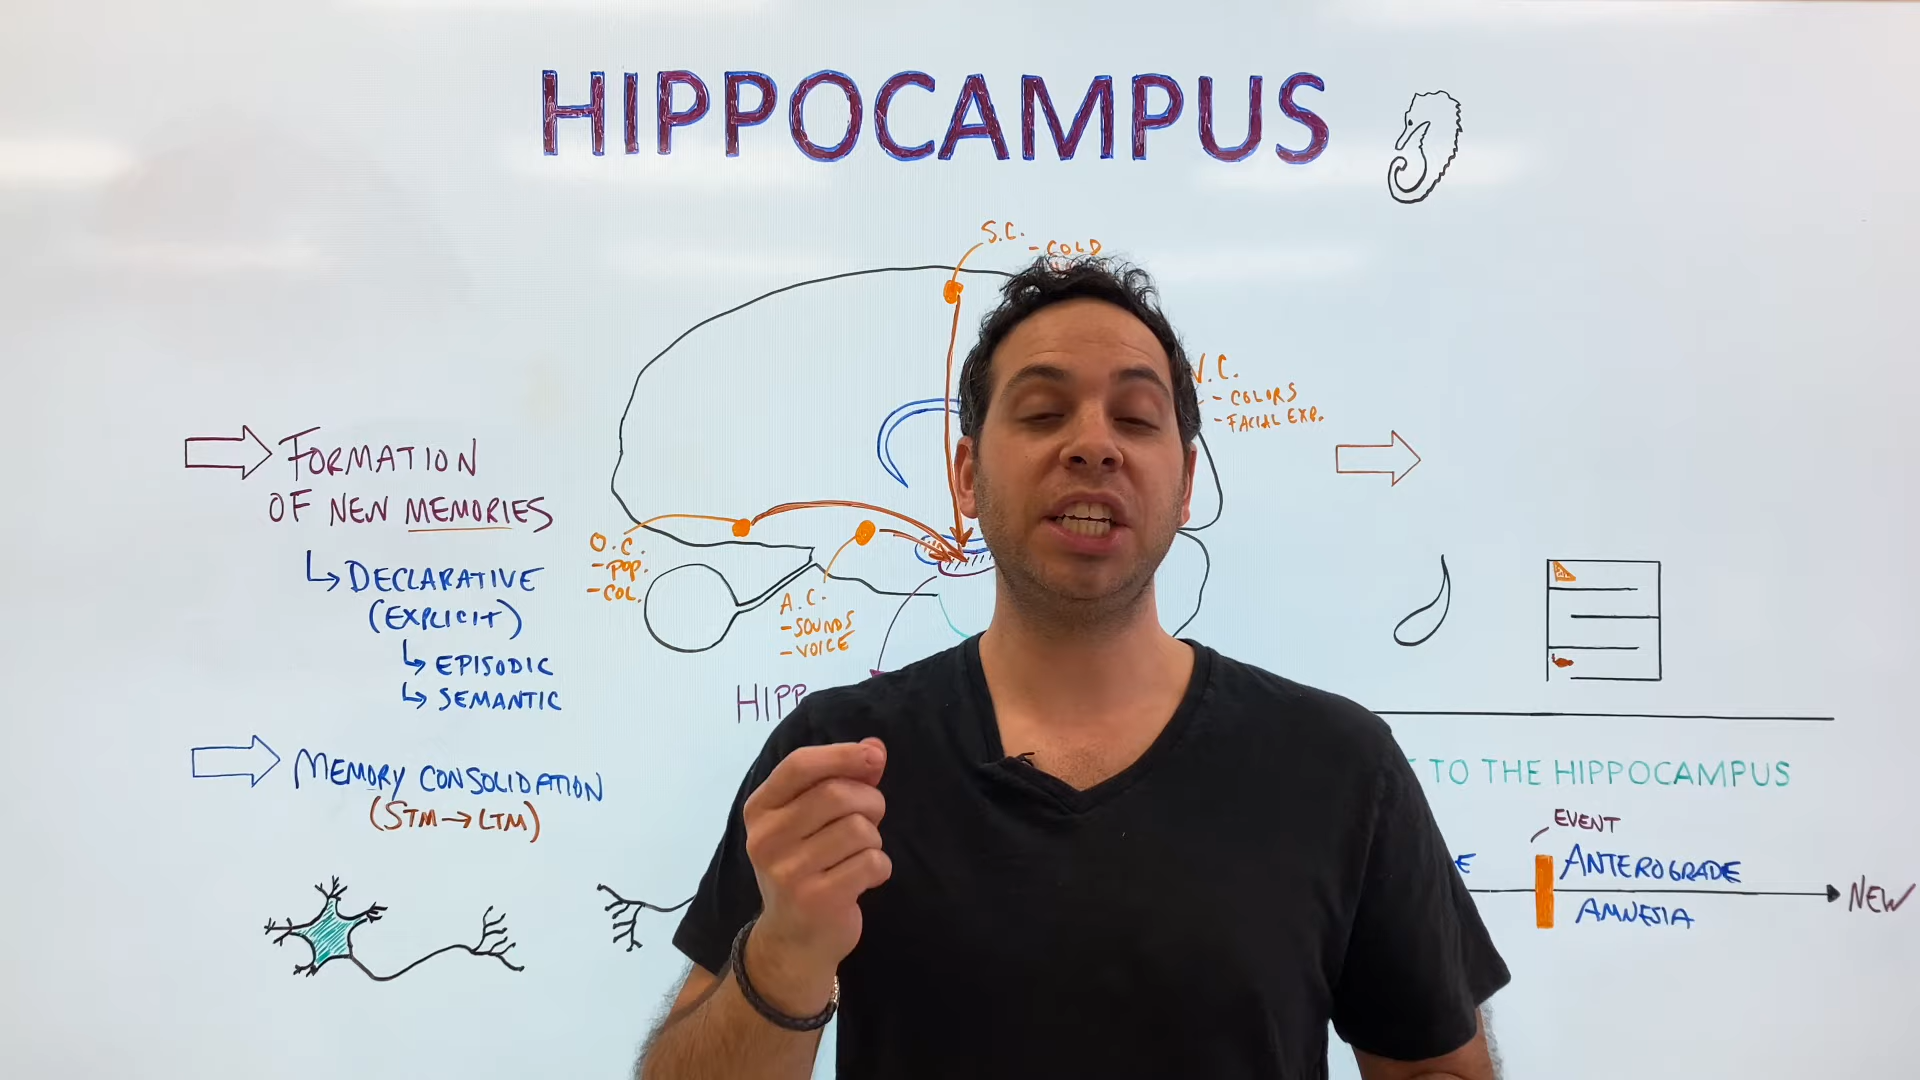 HIPPOCAMPUS
S.C.
- COLD
V.C.
- COLORS
- FACIAL EXP.
FORMATION
OF NEW MEMORIES
DECLARATIVE
(EXPLICIT)
EPISODIC
SEMANTIC
O.C.
- POP.
- COL.
A.C.
- SOUNDS
- VOICE
HIPP
MEMORY CONSOLIDATION
(STM → LTM)
TO THE HIPPOCAMPUS
EVENT
ANTEROGRADE
AMNESIA
NEW